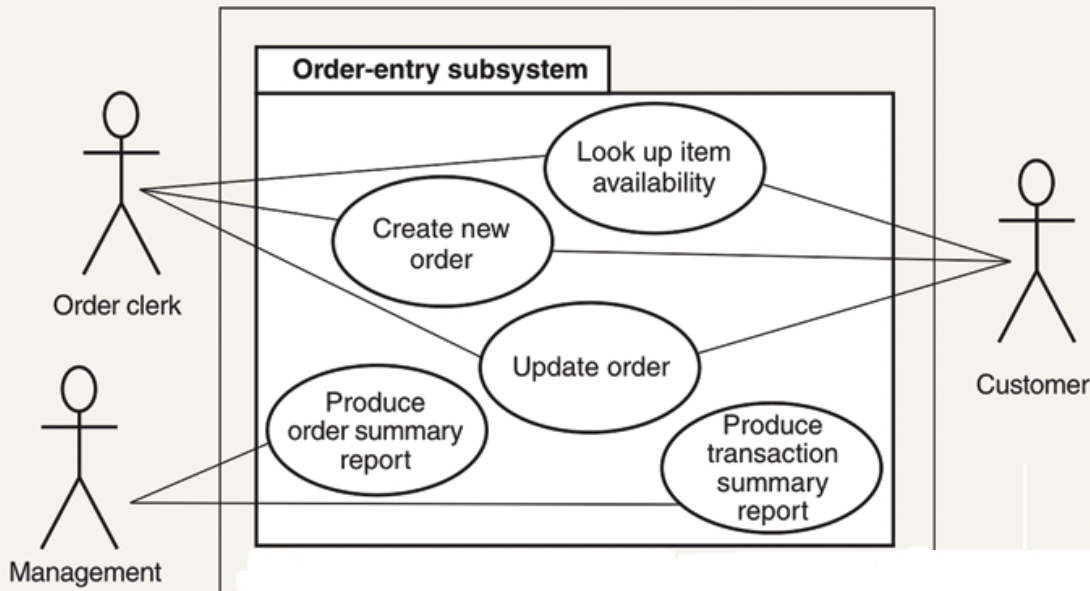 Order-entry subsystem
Look up item
availability
Create new
order
Order clerk
Update order
Customer
Produce
order summary
report
Produce
transaction
summary
report
Management